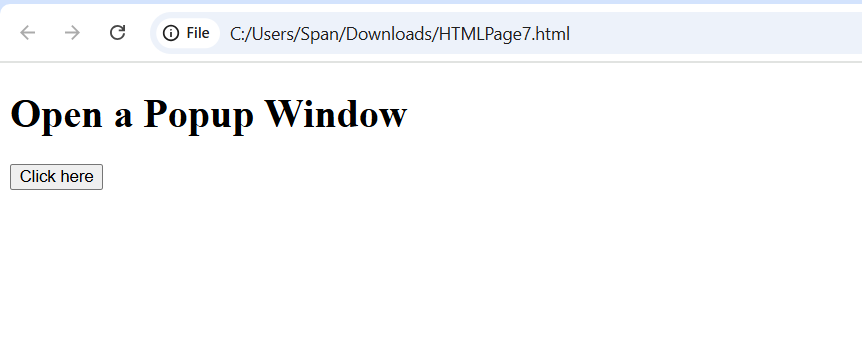 File C:/Users/Span/Downloads/HTMLPage7.html
Open a Popup Window
Click here